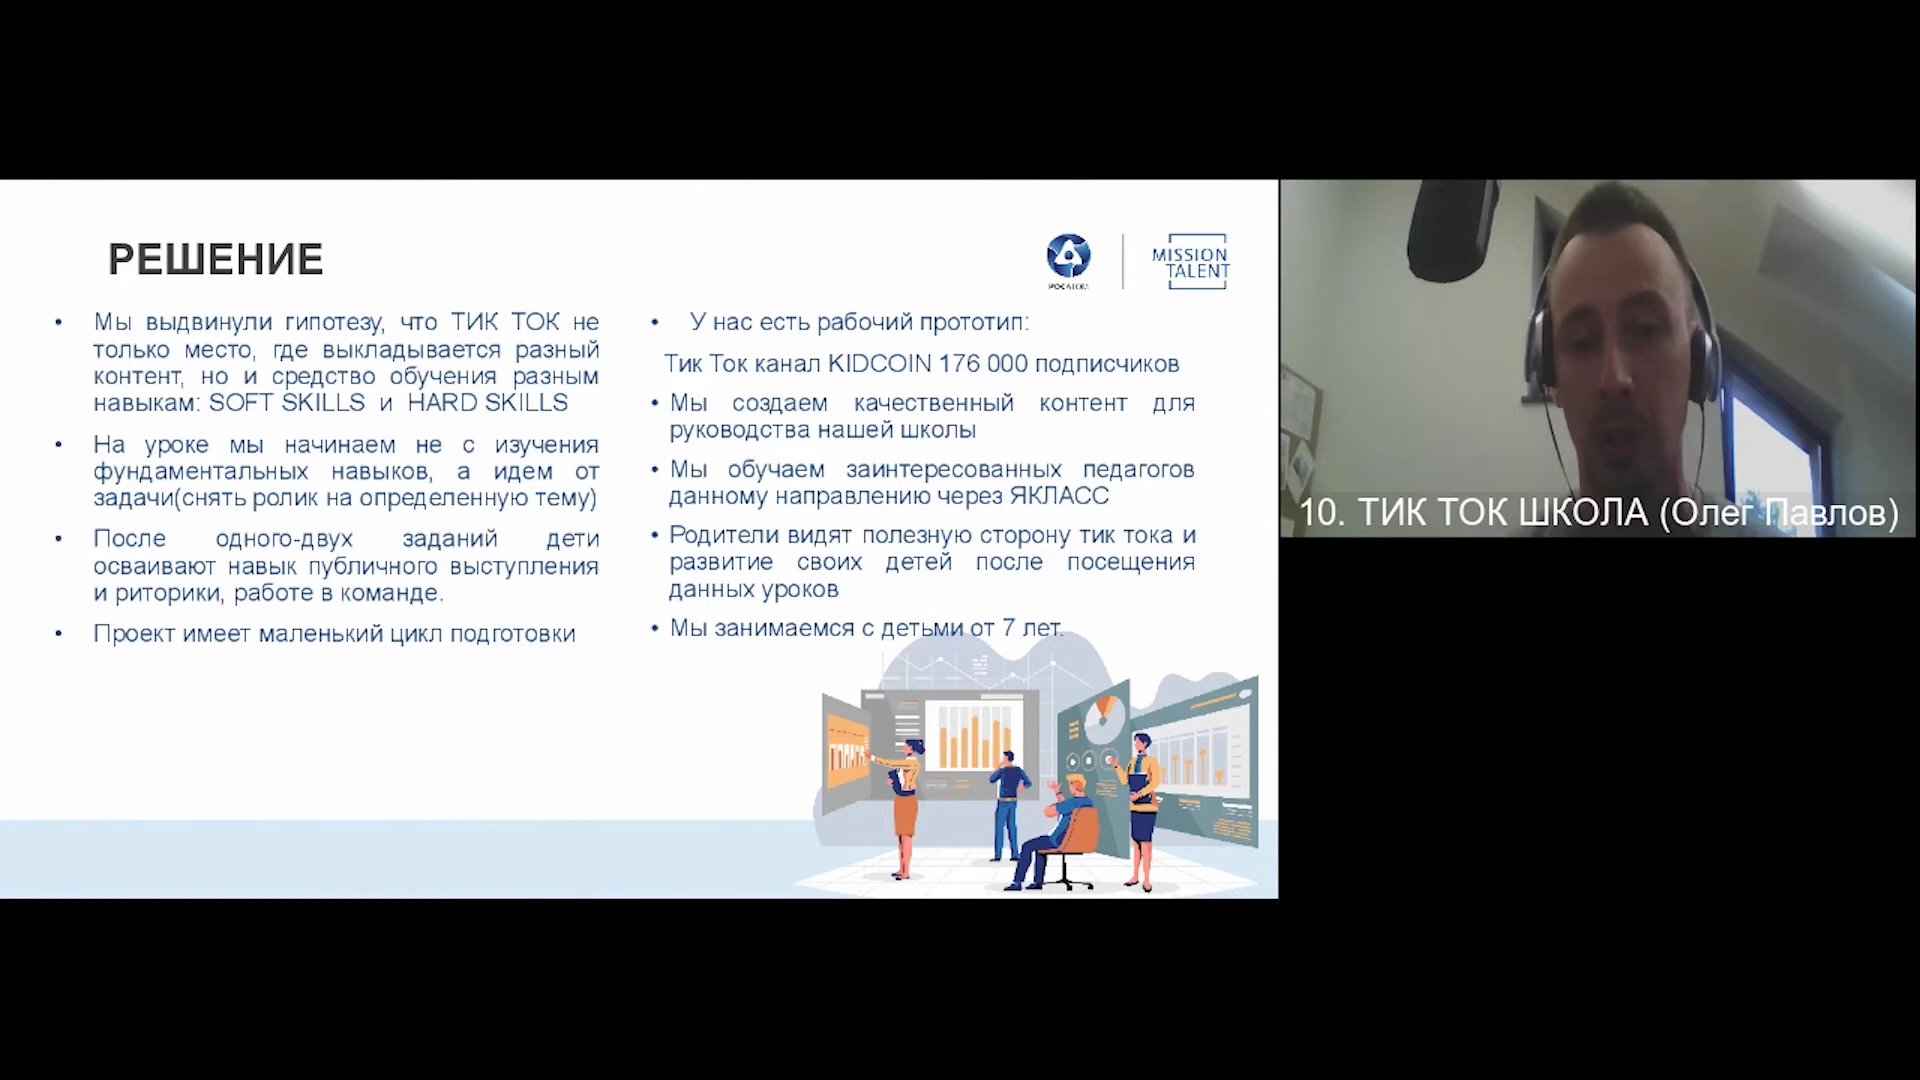 РЕШЕНИЕ
РОСАТОМ
MISSION
TALENT
• Мы выдвинули гипотезу, что ТИК ТОК не
только место, где выкладывается разный
контент, но и средство обучения разным
навыкам: SOFT SKILLS и HARD SKILLS
• На уроке мы начинаем не с изучения
фундаментальных навыков, а идем от
задачи(снять ролик на определенную тему)
• После одного-двух заданий дети
осваивают навык публичного выступления
и риторики, работе в команде.
• Проект имеет маленький цикл подготовки
• У нас есть рабочий прототип:
Тик Ток канал KIDCOIN 176 000 подписчиков
• Мы создаем качественный контент для
руководства нашей школы
• Мы обучаем заинтересованных педагогов
данному направлению через ЯКЛАСС
• Родители видят полезную сторону тик тока и
развитие своих детей после посещения
данных уроков
• Мы занимаемся с детьми от 7 лет.
10. ТИК ТОК ШКОЛА (Олег Павлов)